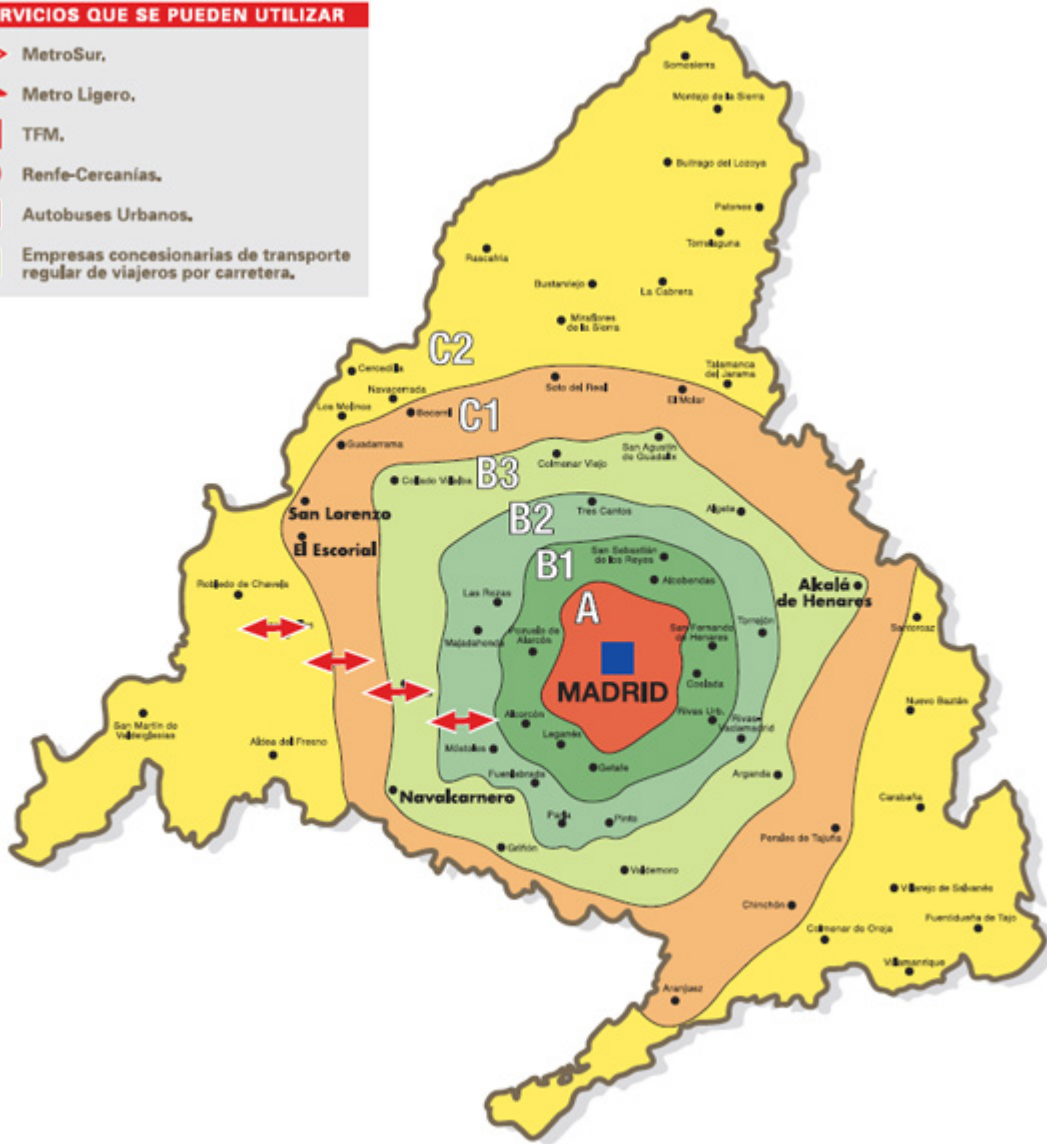 RVICIOS QUE SE PUEDEN UTILIZAR
MetroSur.
Metro Ligero.
TFM.
Renfe-Cercanías.
Autobuses Urbanos.
Empresas concesionarias de transporte
regular de viajeros por carretera.
Somosierra
Montejo de la Sierra
Buitrago del Lozoya
Patones
Torrelaguna
Rascafría
Bustarviejo
La Cabrera
Miraflores
de la Sierra
C2
Cercedilla
Navacerrada
Los Molinos
Becerril
C1
Soto del Real
El Molar
Talamanca
del Jarama
Guadarrama
San Agustín
de Guadalix
Colmenar Viejo
Collado Villalba
B3
San Lorenzo
El Escorial
B2
Tres Cantos
Algete
B1
San Sebastián
de los Reyes
Alcobendas
Alcalá
de Henares
Robledo de Chavela
Las Rozas
A
Majadahonda
Pozuelo de
Alarcón
San Fernando
de Henares
Torrejón
Santorcaz
MADRID
Coslada
Nuevo Baztán
San Martín de
Valdeiglesias
Aldea del Fresno
Alcorcón
Rivas Urb.
Rivas-
Vaciamadrid
Móstoles
Leganés
Getafe
Fuenlabrada
Arganda
Navalcarnero
Parla
Pinto
Carabaña
Perales de Tajuña
Griñón
Valdemoro
Villarejo de Salvanés
Chinchón
Fuentidueña de Tajo
Colmenar de Oreja
Villamanrique
Aranjuez